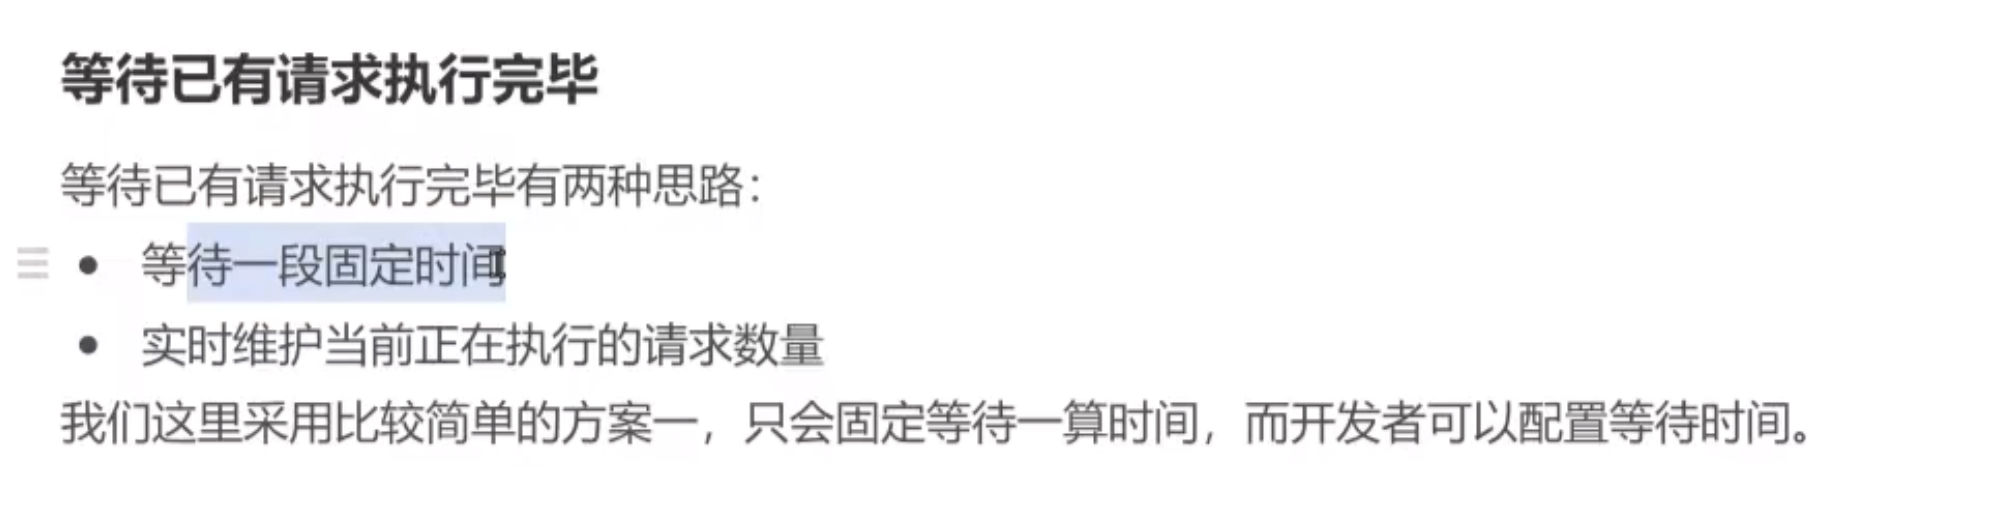 等待已有请求执行完毕
等待已有请求执行完毕有两种思路：
• 等待一段固定时间
• 实时维护当前正在执行的请求数量
我们这里采用比较简单的方案一，只会固定等待一算时间，而开发者可以配置等待时间。